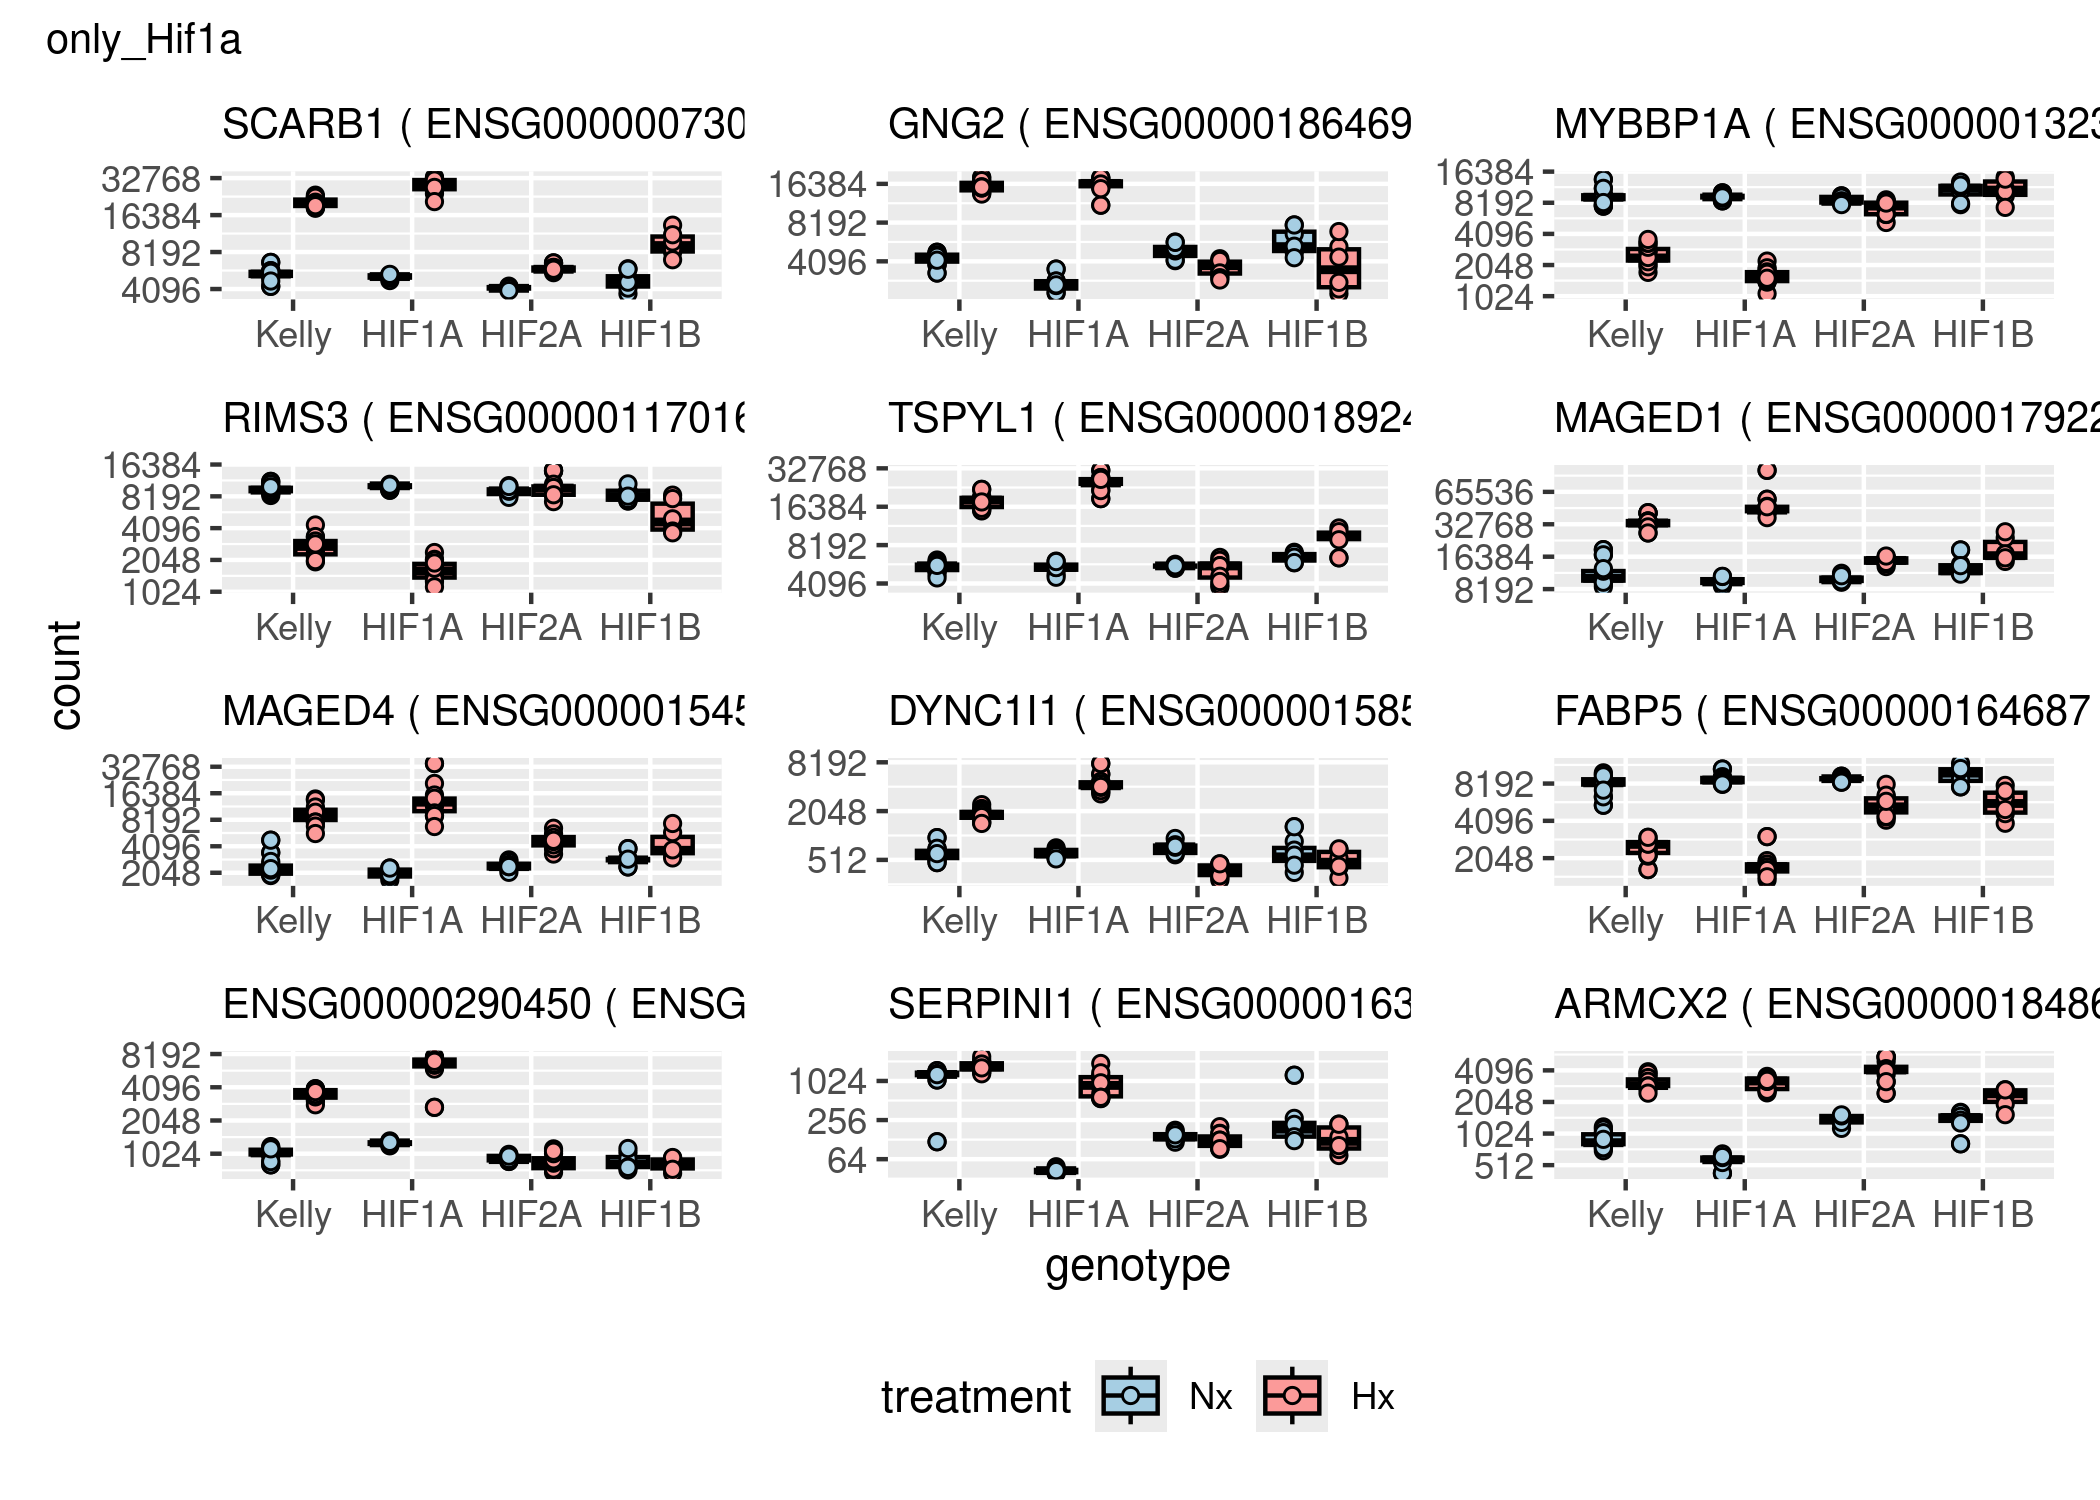 only_Hif1a
SCARB1 ( ENSG000000730
GNG2 ( ENSG00000186469
MYBBP1A ( ENSG000001323
32768
16384
8192
4096
Kelly HIF1A HIF2A HIF1B
16384
8192
4096
Kelly HIF1A HIF2A HIF1B
16384
8192
4096
2048
1024
Kelly HIF1A HIF2A HIF1B
RIMS3 ( ENSG00000117016
TSPYL1 ( ENSG0000018924
MAGED1 ( ENSG0000017922
16384
8192
4096
2048
1024
Kelly HIF1A HIF2A HIF1B
32768
16384
8192
4096
Kelly HIF1A HIF2A HIF1B
65536
32768
16384
8192
Kelly HIF1A HIF2A HIF1B
count
MAGED4 ( ENSG000001545
DYNC1I1 ( ENSG000001585
FABP5 ( ENSG00000164687
32768
16384
8192
4096
2048
Kelly HIF1A HIF2A HIF1B
8192
2048
512
Kelly HIF1A HIF2A HIF1B
8192
4096
2048
Kelly HIF1A HIF2A HIF1B
ENSG00000290450 ( ENSG
SERPINI1 ( ENSG00000163
ARMCX2 ( ENSG0000018486
8192
4096
2048
1024
Kelly HIF1A HIF2A HIF1B
1024
256
64
Kelly HIF1A HIF2A HIF1B
4096
2048
1024
512
Kelly HIF1A HIF2A HIF1B
genotype
treatment Nx Hx